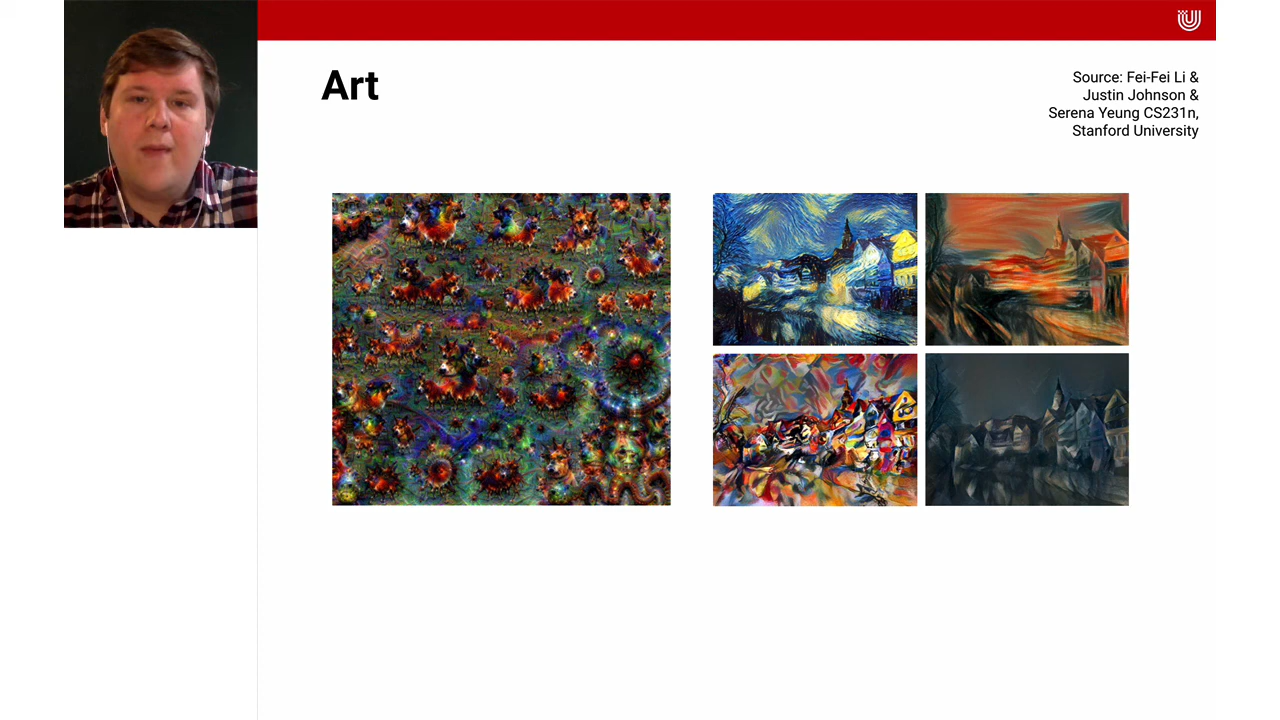 Art
Source: Fei-Fei Li &
Justin Johnson &
Serena Yeung CS231n,
Stanford University